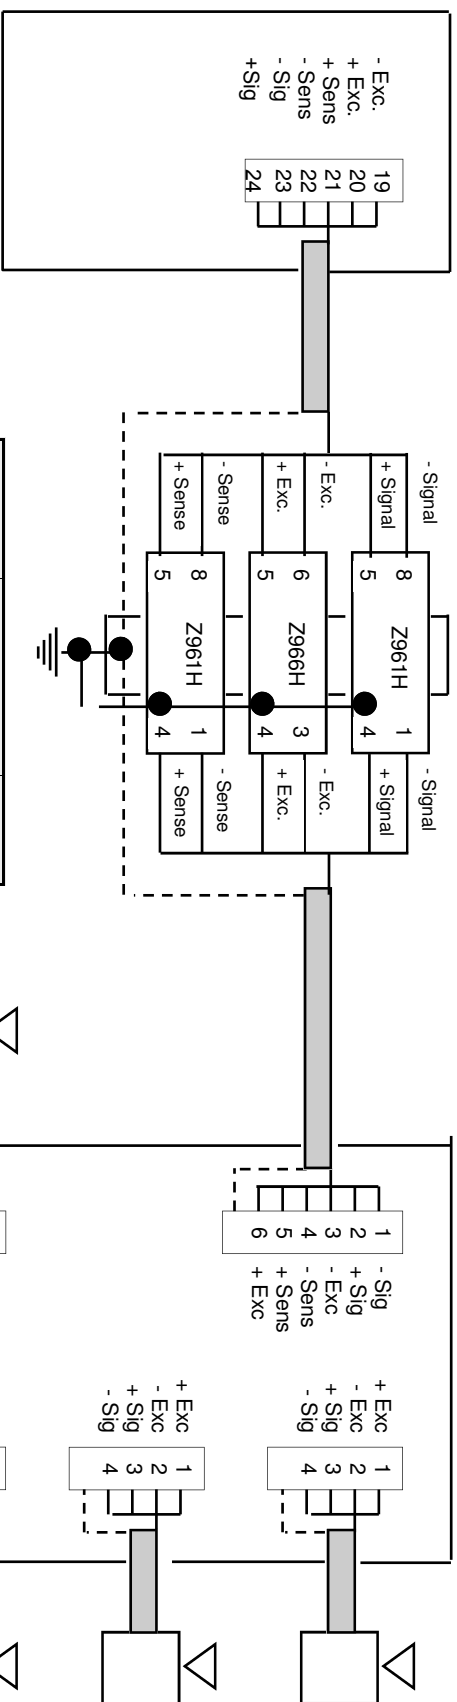 - Exc.
+ Exc.
+ Sens
- Sens
- Sig
+Sig
19
20
21
22
23
24
- Signal
+ Signal
- Exc.
+ Exc.
- Sense
+ Sense
8
5
6
5
8
5
Z961H
Z966H
Z961H
1
4
3
4
1
4
- Signal
+ Signal
- Exc.
+ Exc.
- Sense
+ Sense
1
2
3
4
5
6
- Sig
+ Sig
- Exc
- Sens
+ Sens
+ Exc
+ Exc
- Exc
+ Sig
- Sig
1
2
3
4
+ Exc
- Exc
+ Sig
- Sig
1
2
3
4